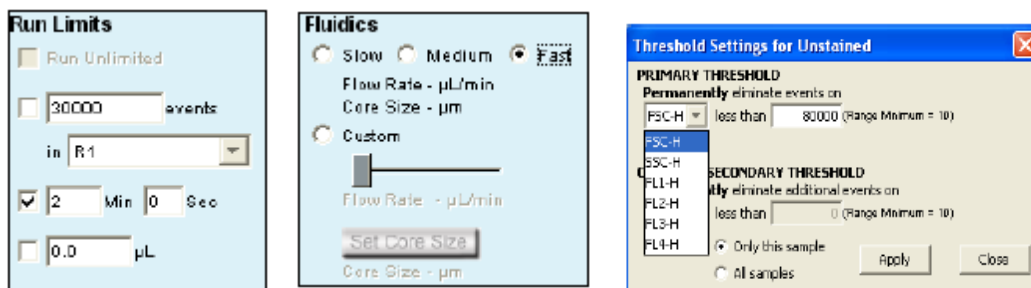 Run Limits
Run Unlimited
30000 events
in R1
2 Min 0 Sec
0.0 µL
Fluidics
Slow Medium Fast
Flow Rate - µL/min
Core Size - µm
Custom
Flow Rate - µL/min
Set Core Size
Core Size - µm
Threshold Settings for Unstained
PRIMARY THRESHOLD
Permanently eliminate events on
FSC-H less than 80000 (Range Minimum = 10)
FSC-H
SSC-H
FL1-H
FL2-H
FL3-H
FL4-H
SECONDARY THRESHOLD
eliminate additional events on
less than 0 (Range Minimum = 10)
Only this sample
All samples
Apply
Close